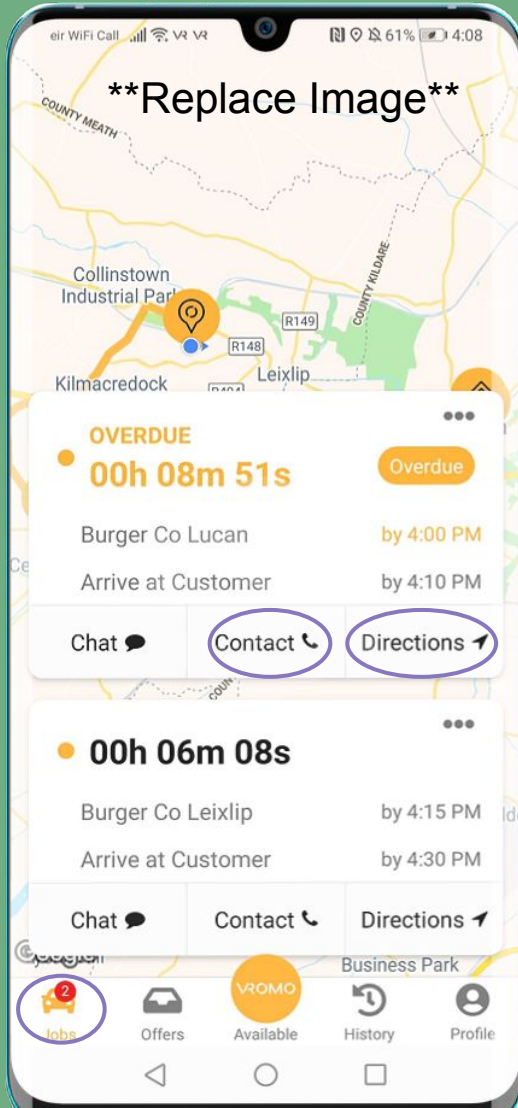 eir WiFi Call 61% 4:08
**Replace Image**
COUNTY MEATH
COUNTY KILDARE
Collinstown
Industrial Par
R149
R148
Kilmacredock
Leixlip
OVERDUE
00h 08m 51s
Overdue
Burger Co Lucan by 4:00 PM
Arrive at Customer by 4:10 PM
Chat Contact Directions
00h 06m 08s
Burger Co Leixlip by 4:15 PM
Arrive at Customer by 4:30 PM
Chat Contact Directions
Business Park
2
VROMO
Jobs Offers Available History Profile